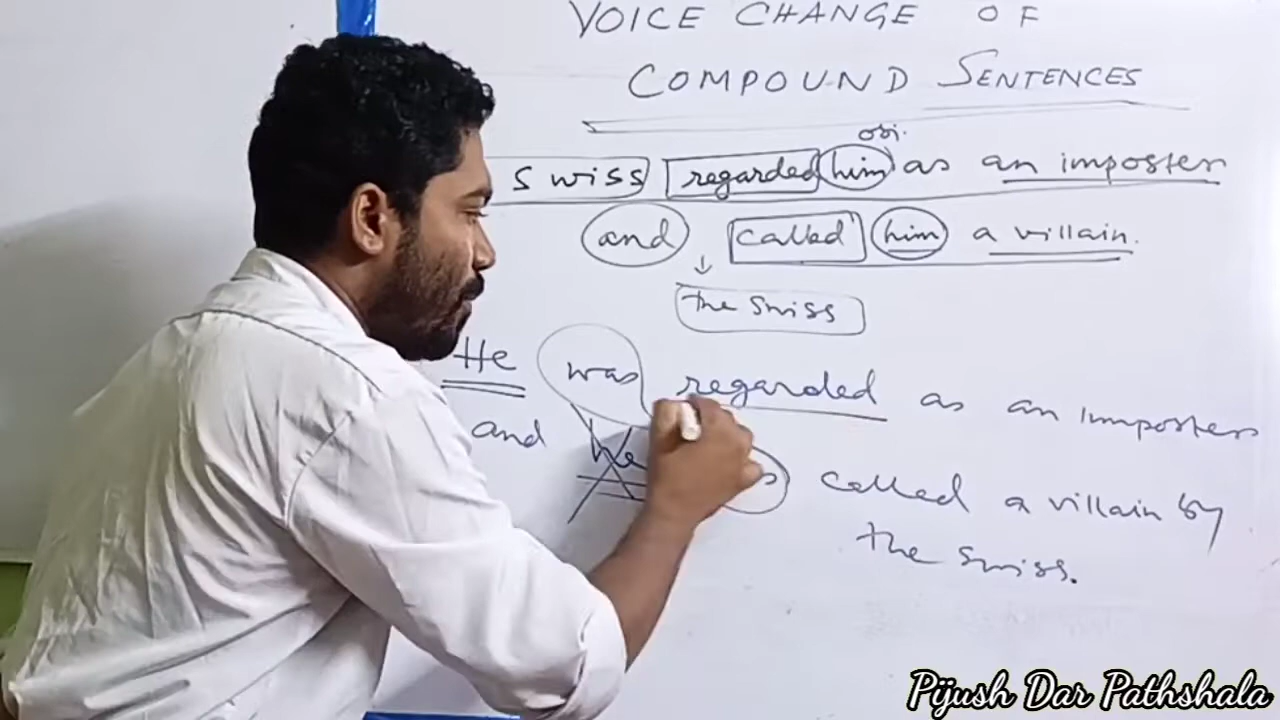 VOICE CHANGE OF
COMPOUND SENTENCES
obj.
swiss regarded him as an imposter
and called him a villain.
the swiss
He was regarded as an imposter
and he called a villain by
the swiss.
Pijush Dar Pathshala